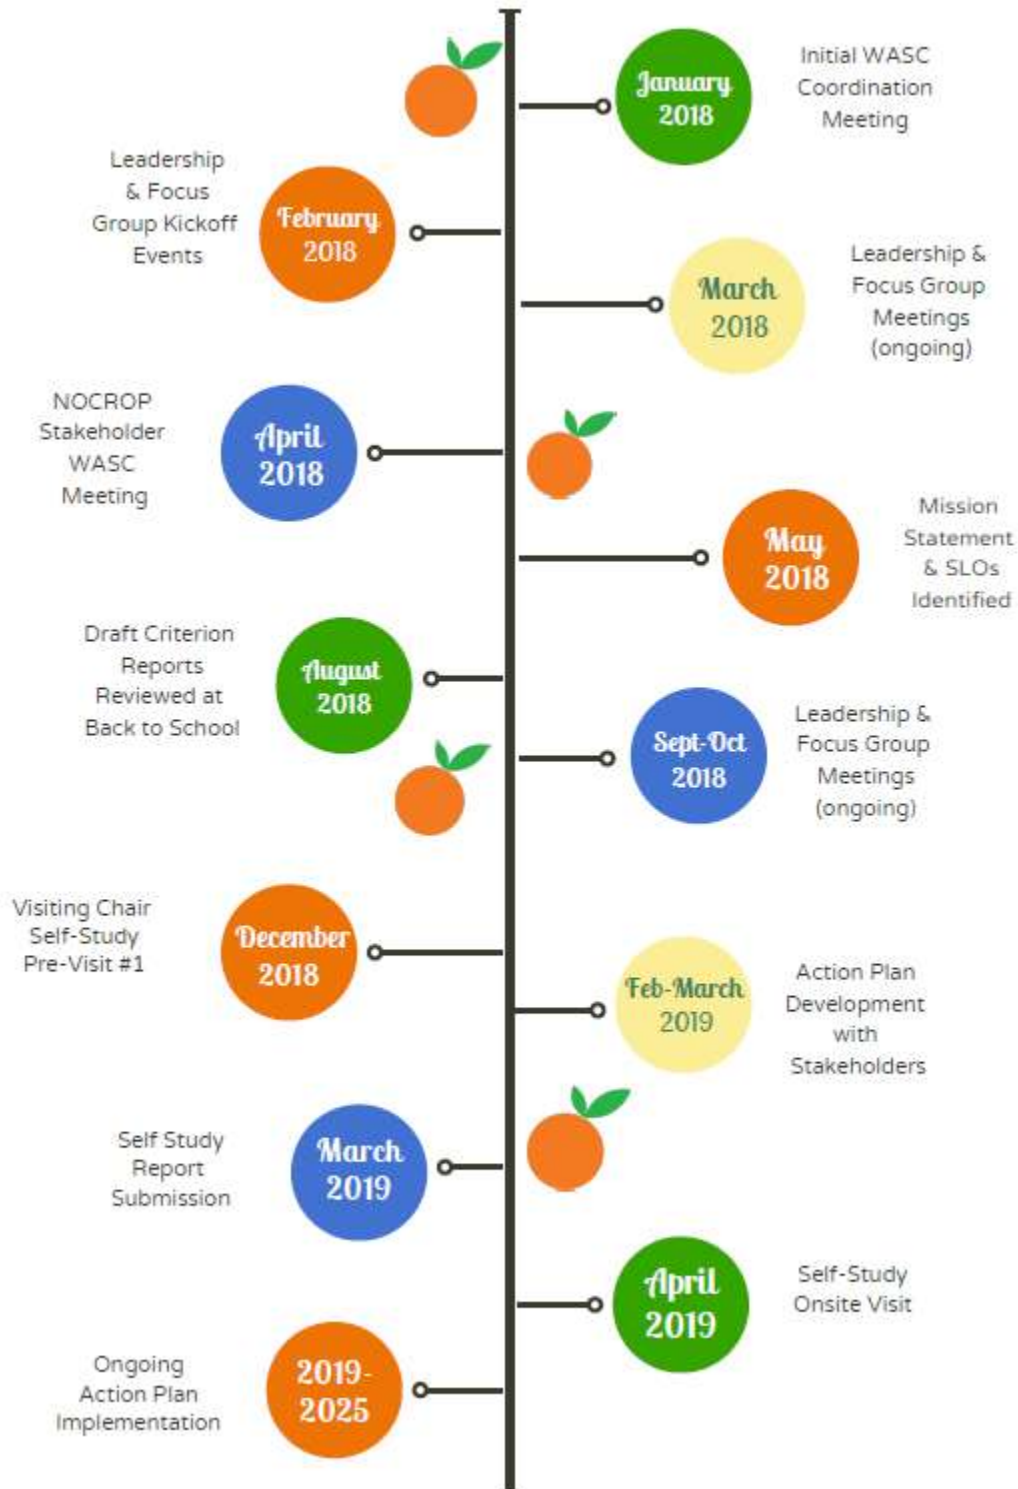 January
2018
Initial WASC
Coordination
Meeting
Leadership
& Focus
Group Kickoff
Events
February
2018
March
2018
Leadership &
Focus Group
Meetings
(ongoing)
NOCROP
Stakeholder
WASC
Meeting
April
2018
May
2018
Mission
Statement
& SLOs
Identified
Draft Criterion
Reports
Reviewed at
Back to School
August
2018
Sept-Oct
2018
Leadership &
Focus Group
Meetings
(ongoing)
Visiting Chair
Self-Study
Pre-Visit #1
December
2018
Feb-March
2019
Action Plan
Development
with
Stakeholders
Self Study
Report
Submission
March
2019
April
2019
Self-Study
Onsite Visit
Ongoing
Action Plan
Implementation
2019-
2025